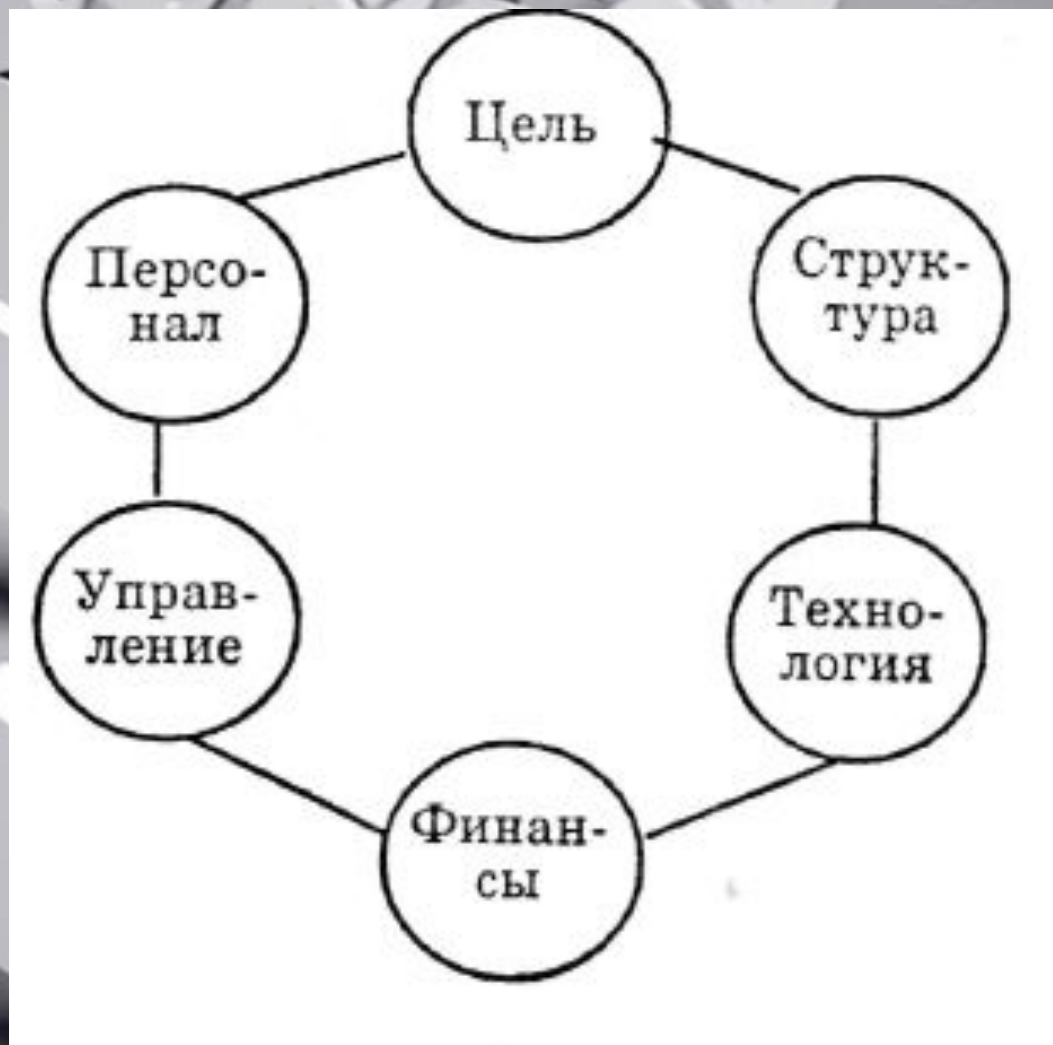 Цель
Персо-
нал
Струк-
тура
Управ-
ление
Техно-
логия
Финан-
сы